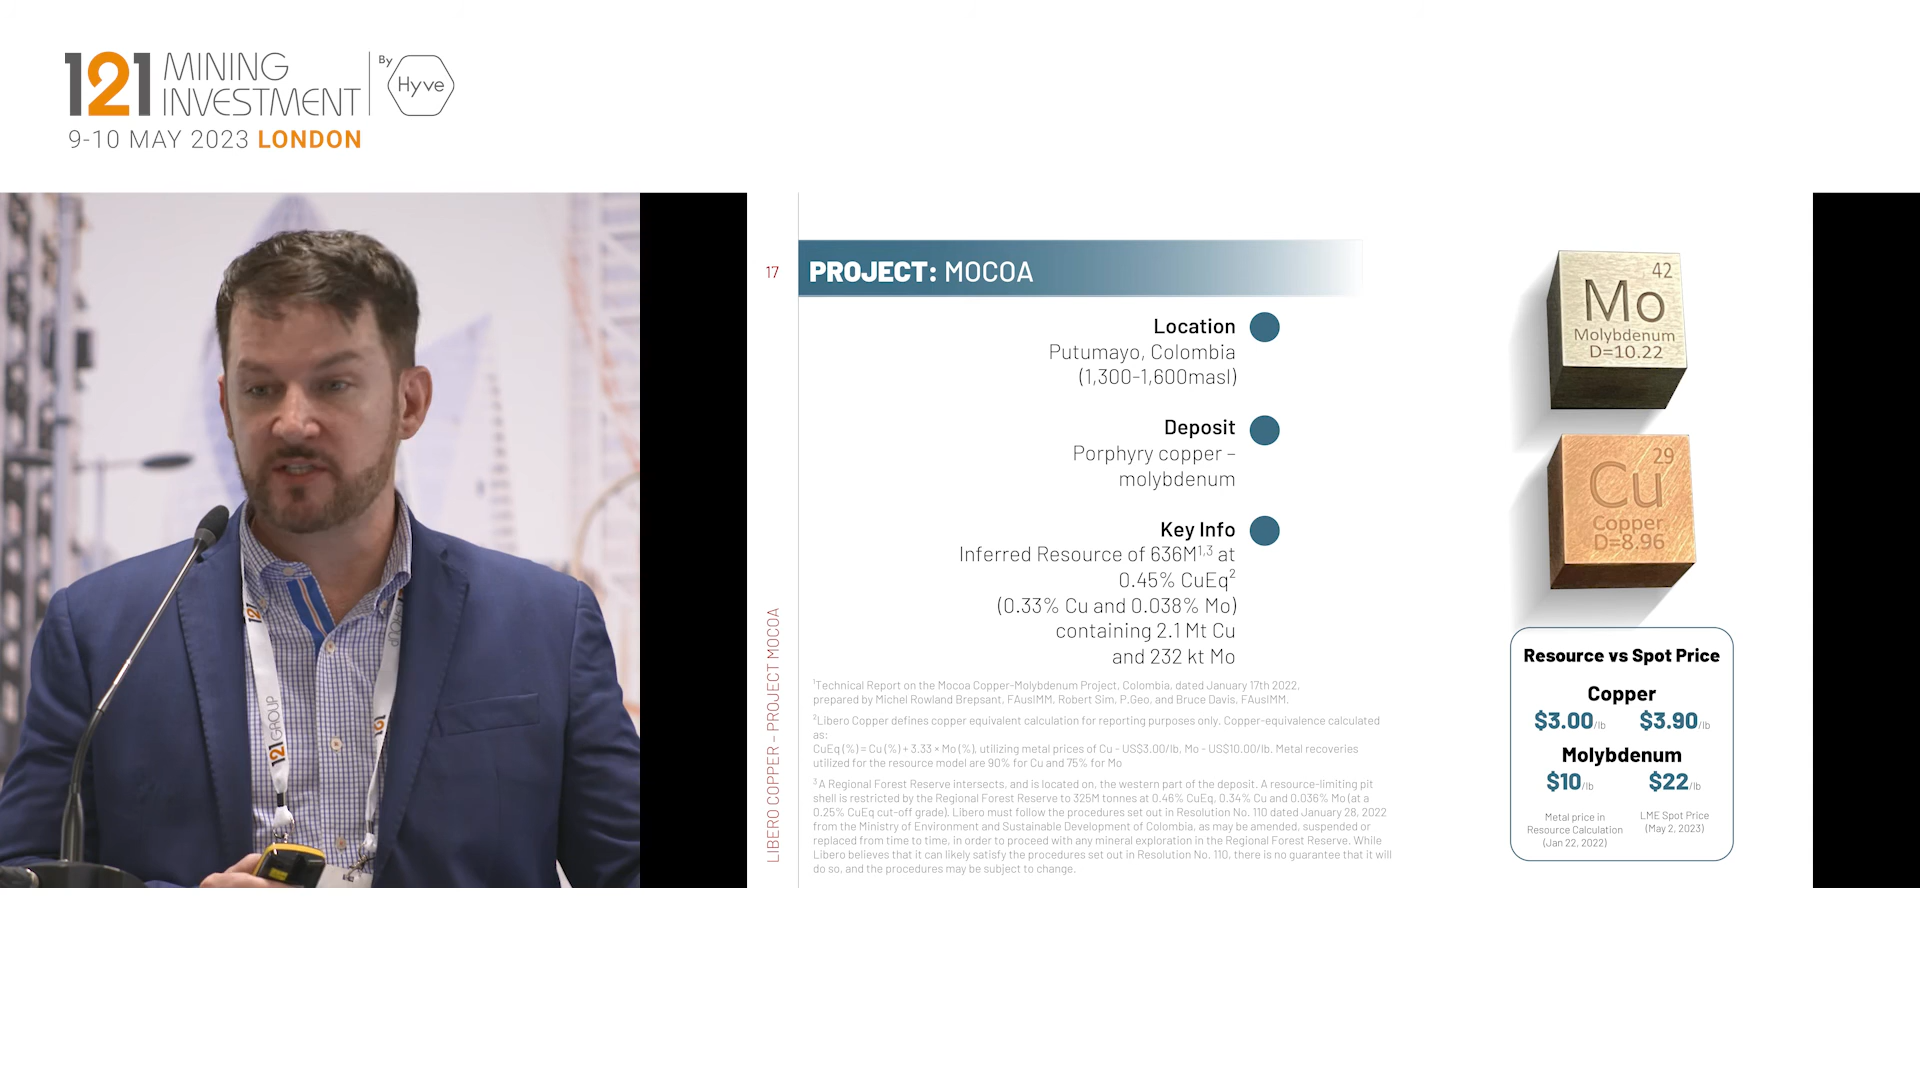 121 MINING INVESTMENT By Hyve
9-10 MAY 2023 LONDON
121
121 GROUP
GROUP
17
PROJECT: MOCOA
LIBERO COPPER – PROJECT MOCOA
Location
Putumayo, Colombia
(1,300-1,600masl)
Deposit
Porphyry copper –
molybdenum
Key Info
Inferred Resource of 636M¹,³ at
0.45% CuEq²
(0.33% Cu and 0.038% Mo)
containing 2.1 Mt Cu
and 232 kt Mo
¹Technical Report on the Mocoa Copper-Molybdenum Project, Colombia, dated January 17th 2022,
prepared by Michel Rowland Brepsant, FAusIMM, Robert Sim, P.Geo, and Bruce Davis, FAusIMM.
²Libero Copper defines copper equivalent calculation for reporting purposes only. Copper-equivalence calculated
as:
CuEq (%) = Cu (%) + 3.33 × Mo (%), utilizing metal prices of Cu - US$3.00/lb, Mo - US$10.00/lb. Metal recoveries
utilized for the resource model are 90% for Cu and 75% for Mo
³ A Regional Forest Reserve intersects, and is located on, the western part of the deposit. A resource-limiting pit
shell is restricted by the Regional Forest Reserve to 325M tonnes at 0.46% CuEq, 0.34% Cu and 0.036% Mo (at a
0.25% CuEq cut-off grade). Libero must follow the procedures set out in Resolution No. 110 dated January 28, 2022
from the Ministry of Environment and Sustainable Development of Colombia, as may be amended, suspended or
replaced from time to time, in order to proceed with any mineral exploration in the Regional Forest Reserve. While
Libero believes that it can likely satisfy the procedures set out in Resolution No. 110, there is no guarantee that it will
do so, and the procedures may be subject to change.
42
Mo
Molybdenum
D=10.22
29
Cu
Copper
D=8.96
Resource vs Spot Price
Copper
$3.00/lb $3.90/lb
Molybdenum
$10/lb $22/lb
Metal price in
Resource Calculation
(Jan 22, 2022)
LME Spot Price
(May 2, 2023)